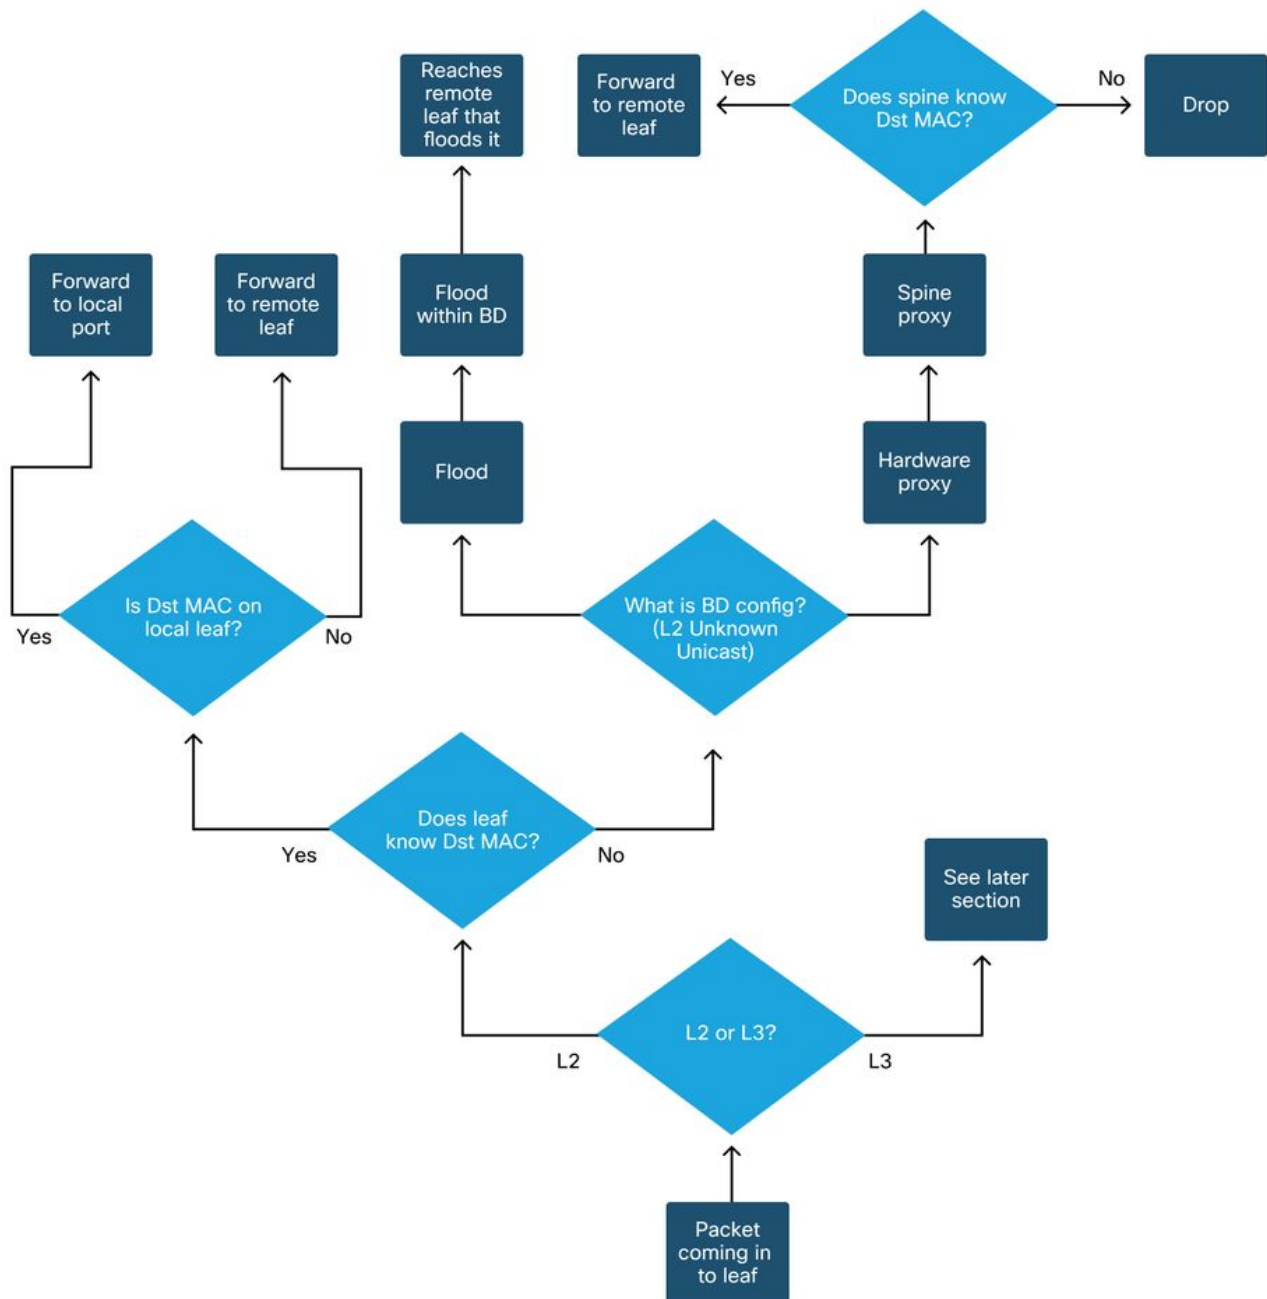 Reaches
remote
leaf that
floods it
Forward
to remote
leaf
Yes
Does spine know
Dst MAC?
No
Drop
Forward
to local
port
Forward
to remote
leaf
Flood
within BD
Spine
proxy
Flood
Hardware
proxy
Is Dst MAC on
local leaf?
Yes
No
What is BD config?
(L2 Unknown
Unicast)
Does leaf
know Dst MAC?
Yes
No
See later
section
L2 or L3?
L2
L3
Packet
coming in
to leaf